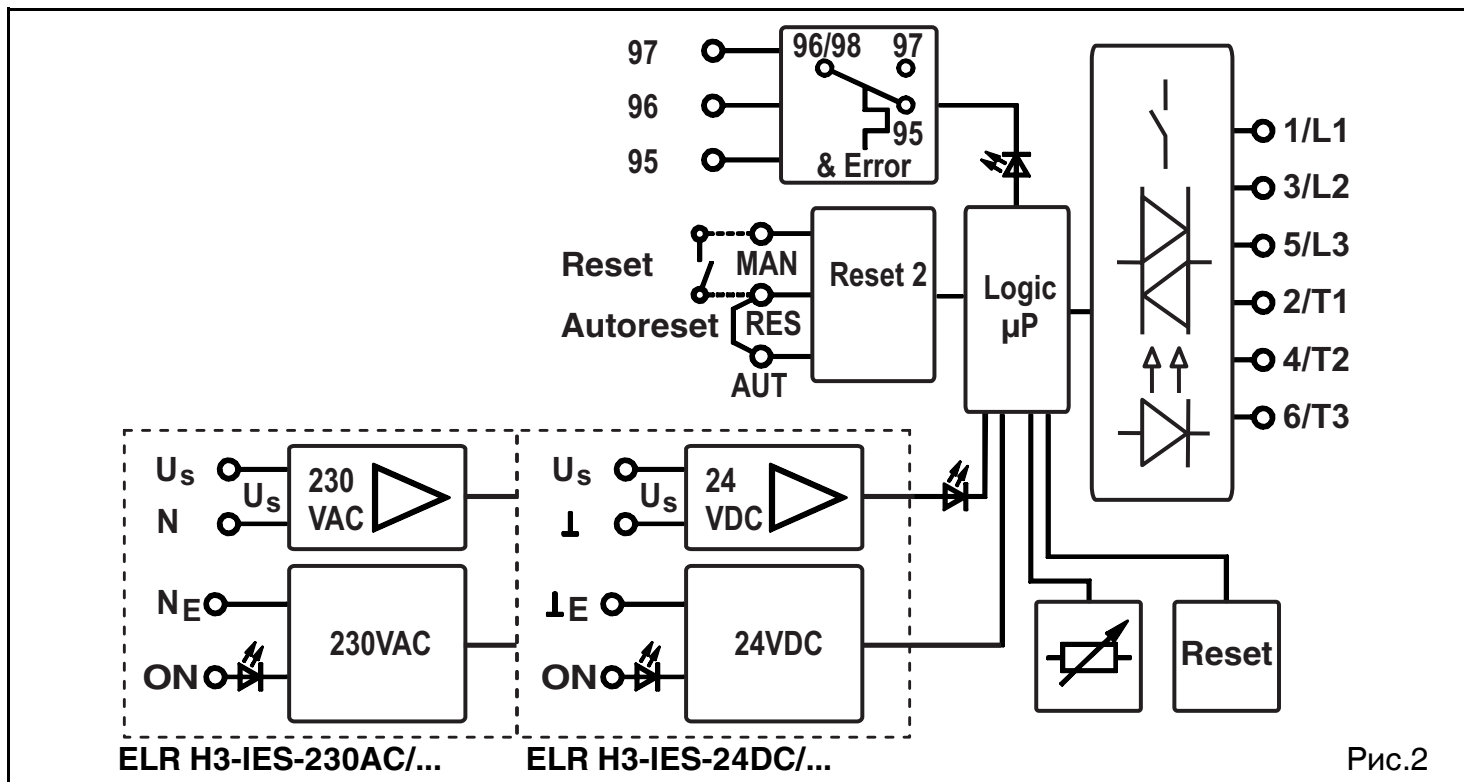 97
96
95
96/98 97
95
& Error
Reset
Autoreset
MAN
RES
AUT
Reset 2
Logic
µP
1/L1
3/L2
5/L3
2/T1
4/T2
6/T3
Us
N
Us
230
VAC
NE
ON
230VAC
Us
⊥
Us
24
VDC
⊥E
ON
24VDC
Reset
ELR H3-IES-230AC/...
ELR H3-IES-24DC/...
Рис.2